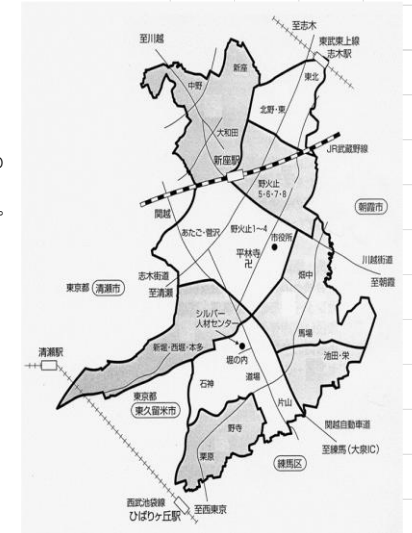 至志木
東武東上線
志木駅
至川越
新座
中野
東北
北野・東
大和田
JR武蔵野線
新座駅
野火止
5・6・7・8
関越
朝霞市
あたご・菅沢
野火止1〜4
市役所
平林寺
卍
川越街道
志木街道
畑中
至朝霞
東京都
清瀬市
至清瀬
シルバー
人材センター
馬場
清瀬駅
新堀・西堀・本多
堀の内
池田・栄
石神
道場
東京都
東久留米市
片山
関越自動車道
野寺
至練馬(大泉IC)
栗原
練馬区
至西東京
西武池袋線
ひばりヶ丘駅
の
。